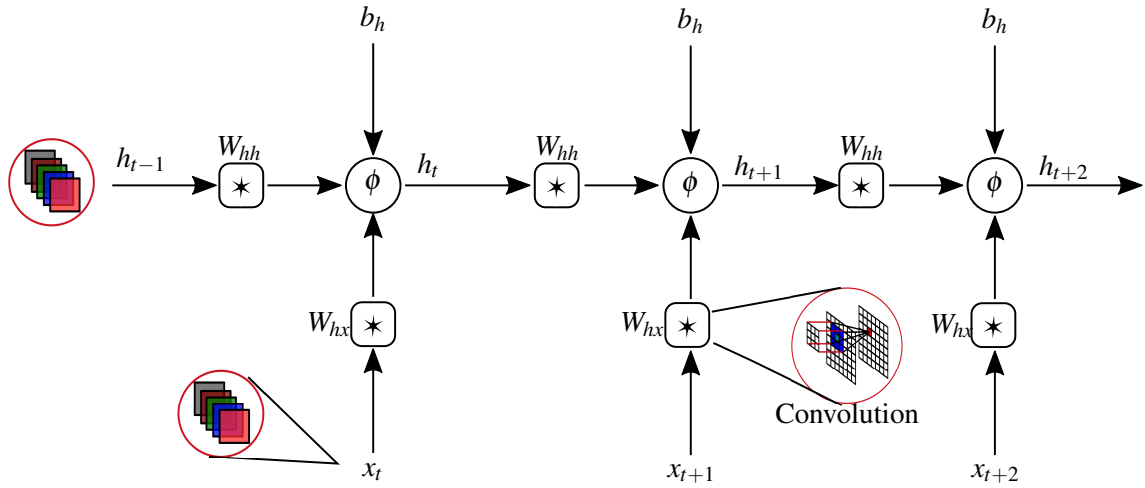 b_h b_h b_h
W_{hh} W_{hh} W_{hh}
h_{t-1} ✶ ϕ h_t ✶ ϕ h_{t+1} ✶ ϕ h_{t+2}
W_{hx} ✶ W_{hx} ✶ W_{hx} ✶
Convolution
x_t x_{t+1} x_{t+2}